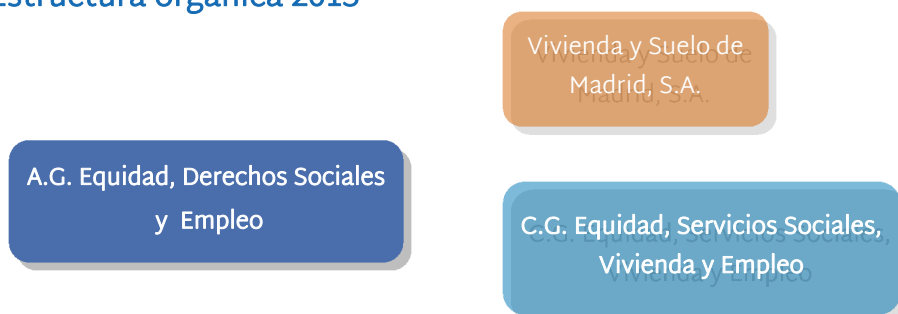 Estructura orgánica 2015
Vivienda y Suelo de
Madrid, S.A.
A.G. Equidad, Derechos Sociales
y Empleo
C.G. Equidad, Servicios Sociales,
Vivienda y Empleo